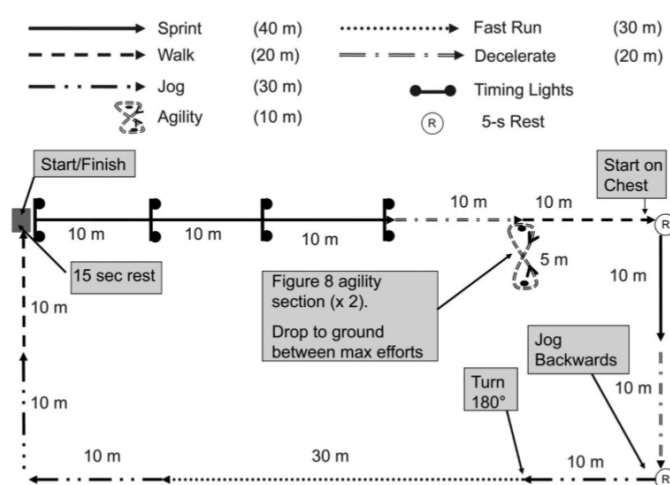 Sprint (40 m)
Fast Run (30 m)
Walk (20 m)
Decelerate (20 m)
Jog (30 m)
Timing Lights
Agility (10 m)
R 5-s Rest
Start/Finish
Start on
Chest
10 m 10 m
R
10 m 10 m 10 m
15 sec rest
Figure 8 agility
section (x 2).
Drop to ground
between max efforts
5 m
10 m
10 m
Jog
Backwards
Turn
180°
10 m
10 m
10 m 30 m 10 m
R